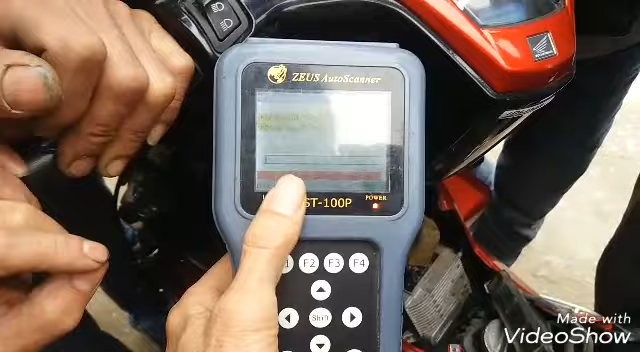 ZEUS AutoScanner
ST-100P
POWER
F2 F3 F4
Shift
Made with
VideoShow